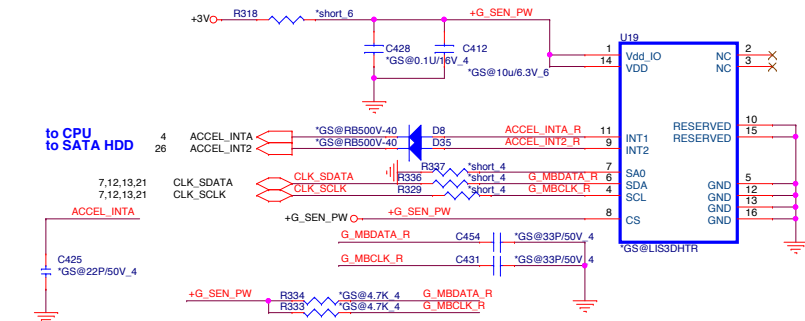 +3V R318 *short_6 +G_SEN_PW
C428 C412
*GS@0.1U/16V_4
*GS@10u/6.3V_6
U19
1 Vdd_IO NC 2
14 VDD NC 3
to CPU 4 ACCEL_INTA *GS@RB500V-40 D8 ACCEL_INTA_R 11 INT1
to SATA HDD 26 ACCEL_INT2 *GS@RB500V-40 D35 ACCEL_INT2_R 9 INT2
RESERVED 10
RESERVED 15
R337 *short_4 7 SA0
7,12,13,21 CLK_SDATA CLK_SDATA R336 *short_4 G_MBDATA_R 6 SDA GND 5
7,12,13,21 CLK_SCLK CLK_SCLK R329 *short_4 G_MBCLK_R 4 SCL GND 12
GND 13
+G_SEN_PW +G_SEN_PW 8 CS GND 16
*GS@LIS3DHTR
ACCEL_INTA
C425
*GS@22P/50V_4
G_MBDATA_R C454 *GS@33P/50V_4
G_MBCLK_R C431 *GS@33P/50V_4
+G_SEN_PW R334 *GS@4.7K_4 G_MBDATA_R
R333 *GS@4.7K_4 G_MBCLK_R